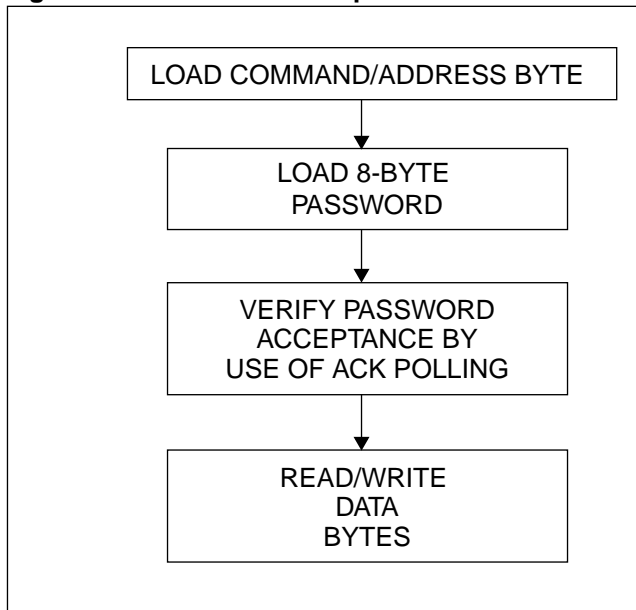 LOAD COMMAND/ADDRESS BYTE
LOAD 8-BYTE
PASSWORD
VERIFY PASSWORD
ACCEPTANCE BY
USE OF ACK POLLING
READ/WRITE
DATA
BYTES